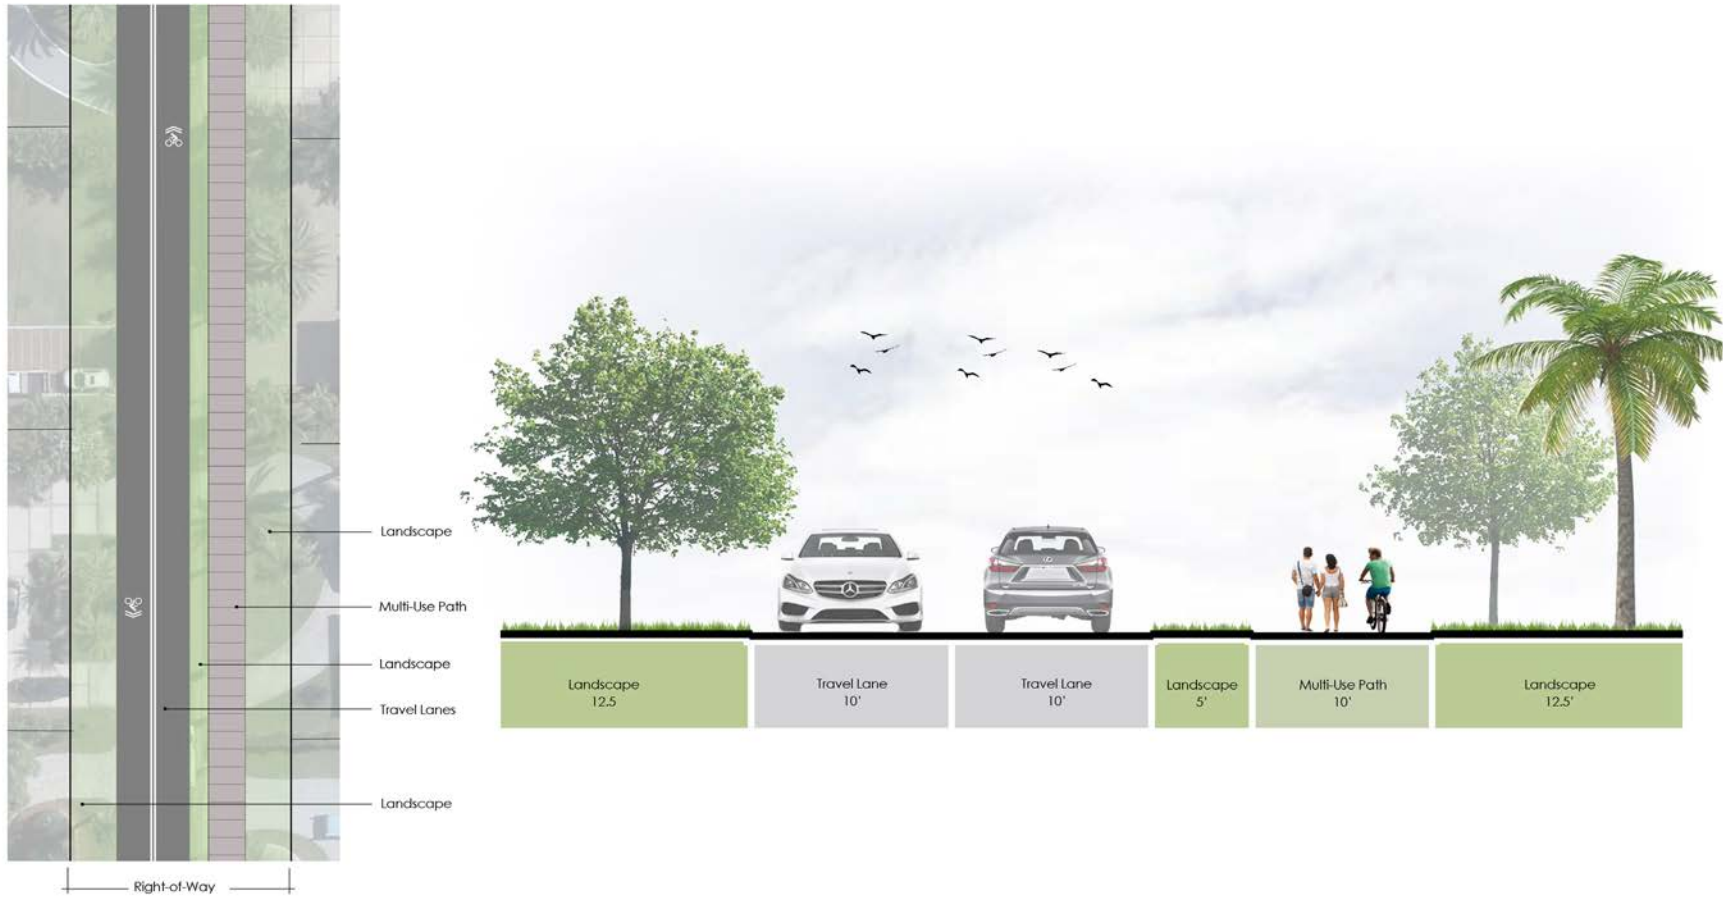 Landscape
Multi-Use Path
Landscape
Travel Lanes
Landscape
Right-of-Way
Landscape
12.5
Travel Lane
10'
Travel Lane
10'
Landscape
5'
Multi-Use Path
10'
Landscape
12.5'